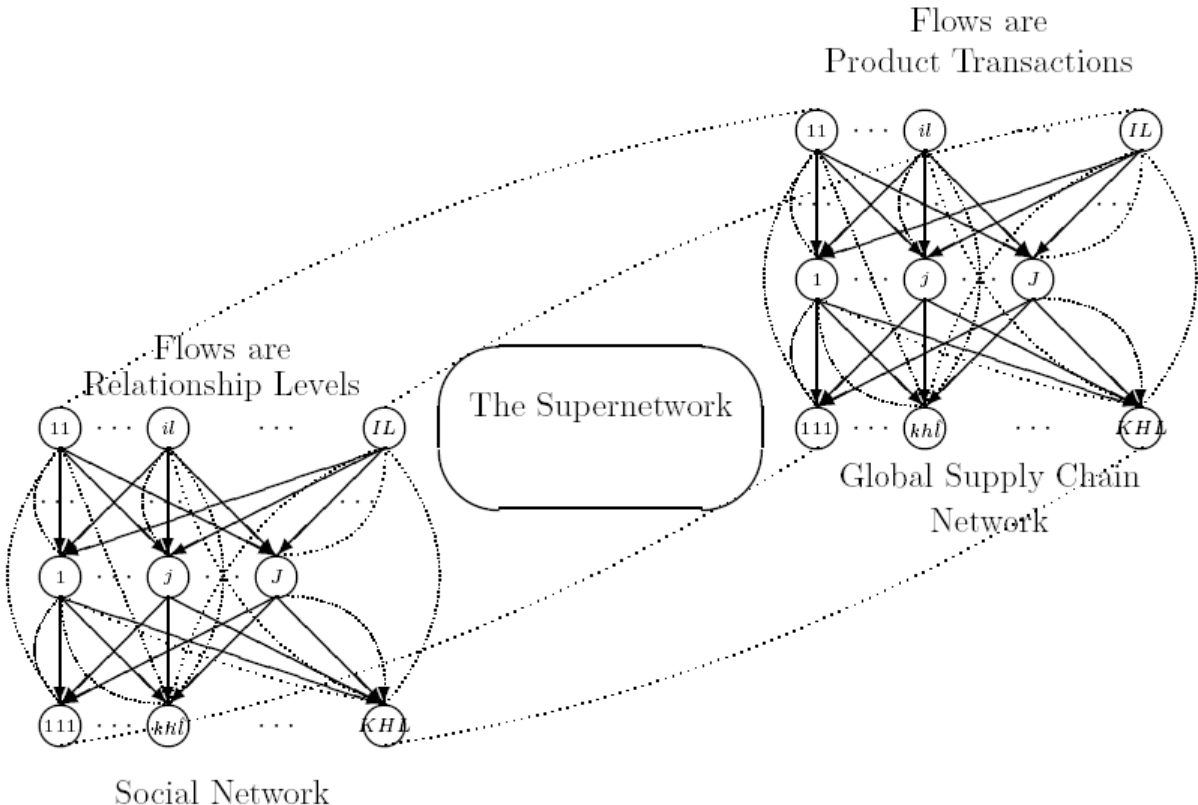 Flows are
Product Transactions
11 · · · il · · · IL
1 · · · j · · · J
111 · · · khl̂ · · · KHL
Global Supply Chain
Network
The Supernetwork
Flows are
Relationship Levels
11 · · · il · · · IL
1 · · · j · · · J
111 · · · khl̂ · · · KHL
Social Network